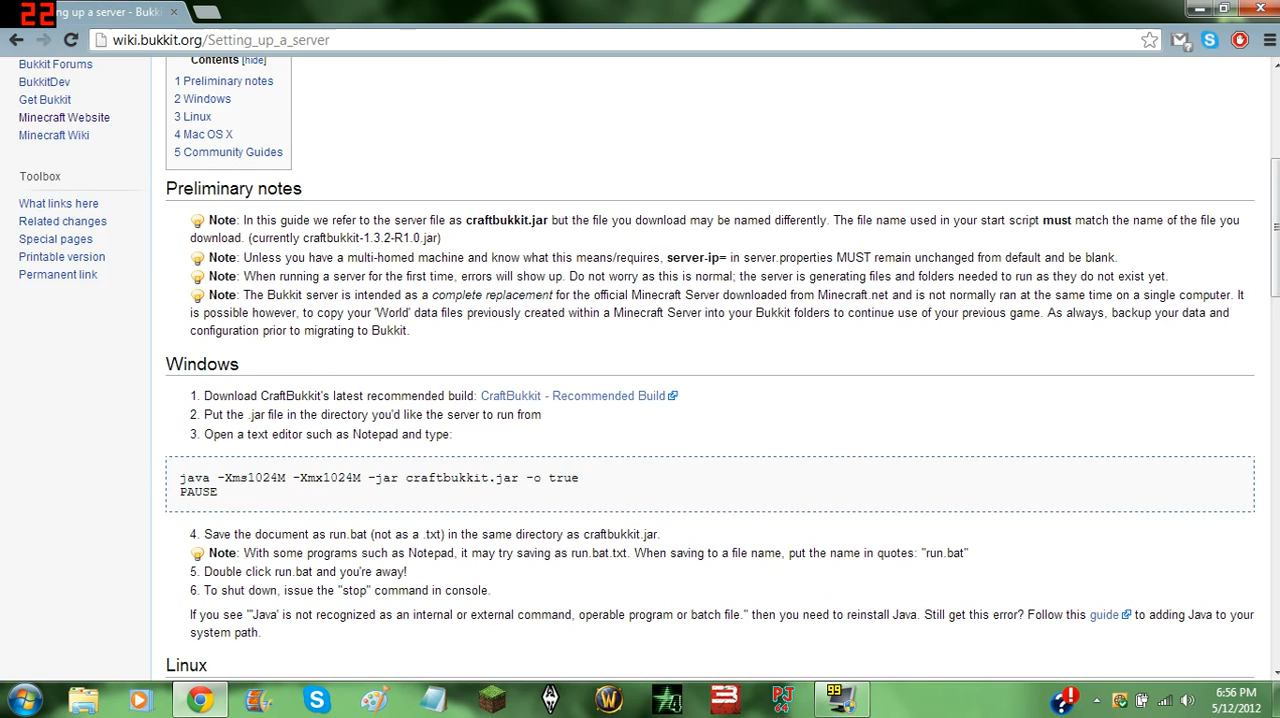 22
ng up a server - Bukki
wiki.bukkit.org/Setting_up_a_server
Bukkit Forums
BukkitDev
Get Bukkit
Minecraft Website
Minecraft Wiki
Toolbox
What links here
Related changes
Special pages
Printable version
Permanent link
Contents [hide]
1 Preliminary notes
2 Windows
3 Linux
4 Mac OS X
5 Community Guides
Preliminary notes
Note: In this guide we refer to the server file as craftbukkit.jar but the file you download may be named differently. The file name used in your start script must match the name of the file you
download. (currently craftbukkit-1.3.2-R1.0.jar)
Note: Unless you have a multi-homed machine and know what this means/requires, server-ip= in server.properties MUST remain unchanged from default and be blank.
Note: When running a server for the first time, errors will show up. Do not worry as this is normal; the server is generating files and folders needed to run as they do not exist yet.
Note: The Bukkit server is intended as a complete replacement for the official Minecraft Server downloaded from Minecraft.net and is not normally ran at the same time on a single computer. It
is possible however, to copy your 'World' data files previously created within a Minecraft Server into your Bukkit folders to continue use of your previous game. As always, backup your data and
configuration prior to migrating to Bukkit.
Windows
1. Download CraftBukkit's latest recommended build: CraftBukkit - Recommended Build
2. Put the .jar file in the directory you'd like the server to run from
3. Open a text editor such as Notepad and type:
java -Xms1024M -Xmx1024M -jar craftbukkit.jar -o true
PAUSE
4. Save the document as run.bat (not as a .txt) in the same directory as craftbukkit.jar.
Note: With some programs such as Notepad, it may try saving as run.bat.txt. When saving to a file name, put the name in quotes: "run.bat"
5. Double click run.bat and you're away!
6. To shut down, issue the "stop" command in console.
If you see "'Java' is not recognized as an internal or external command, operable program or batch file." then you need to reinstall Java. Still get this error? Follow this guide to adding Java to your
system path.
Linux
99
PJ
64
6:56 PM
5/12/2012